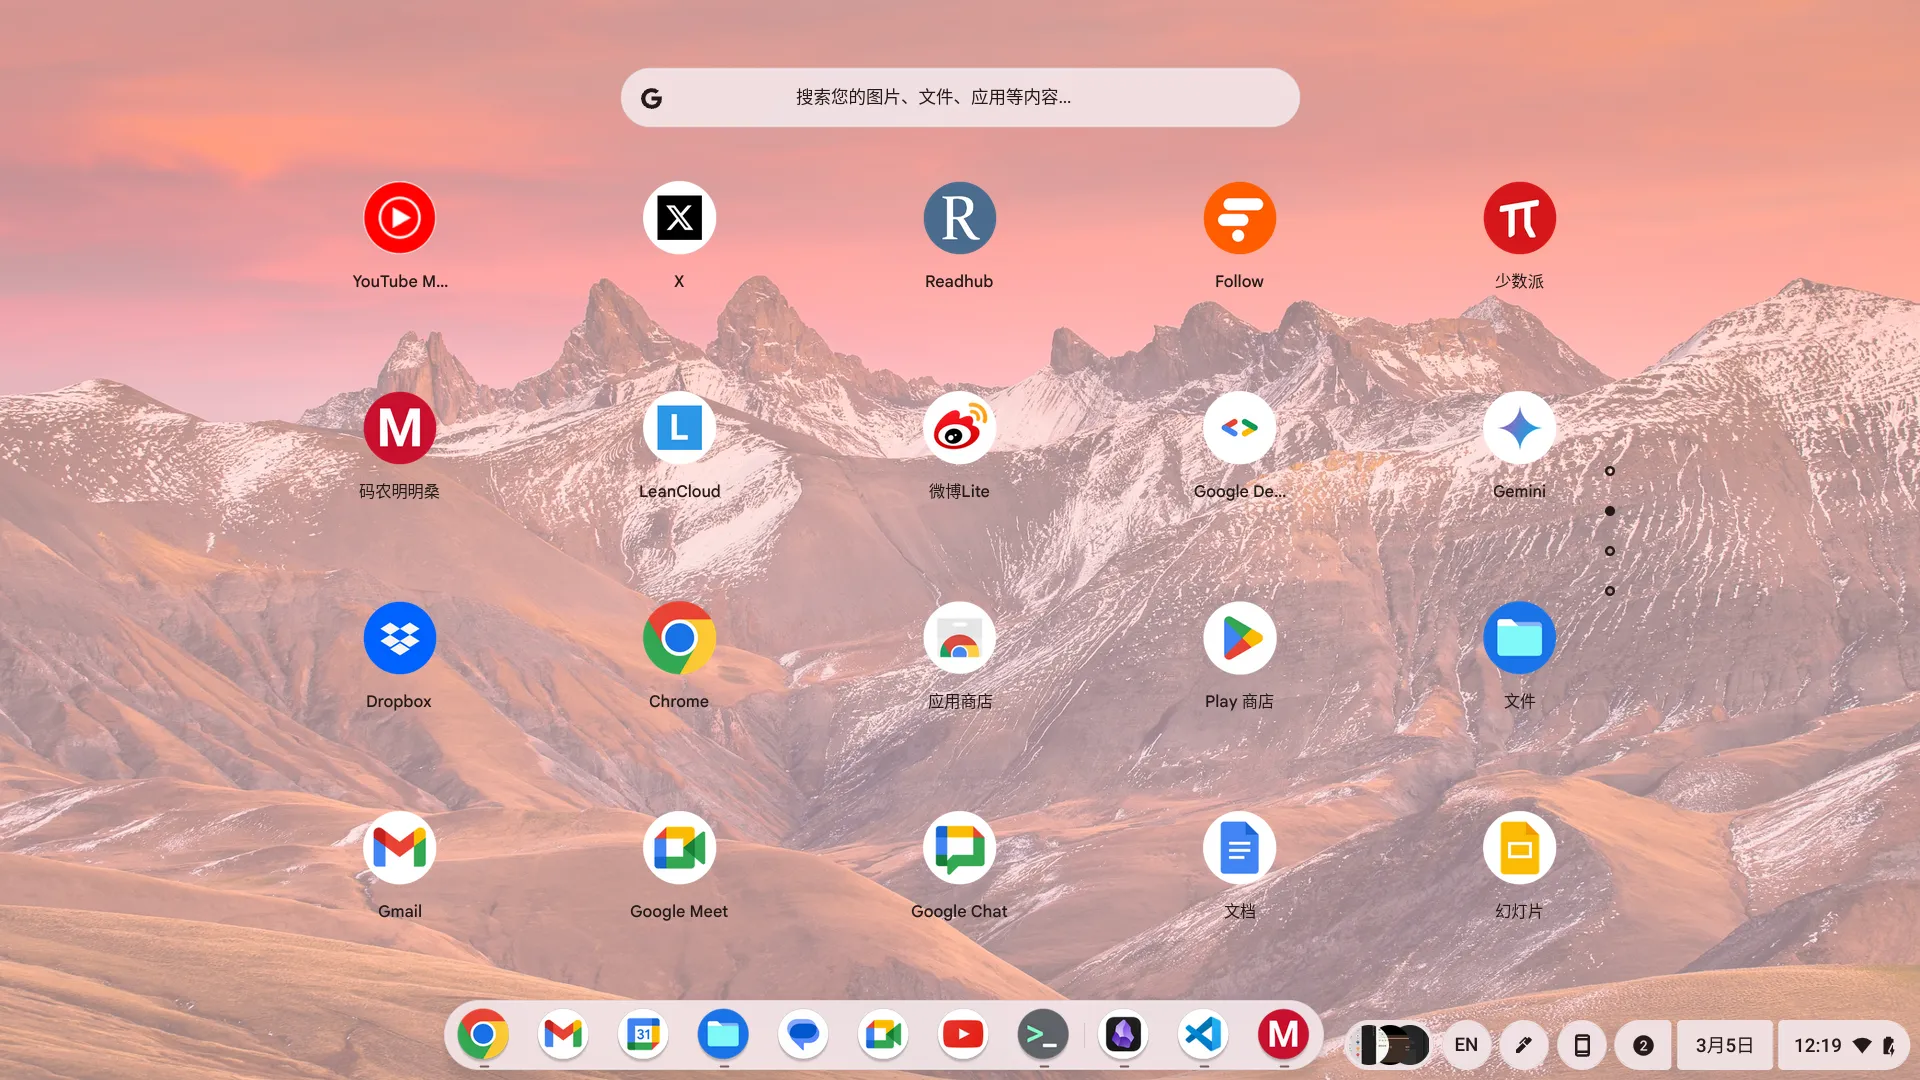 搜索您的图片、文件、应用等内容...
YouTube M...
X
Readhub
Follow
少数派
码农明明桑
LeanCloud
微博Lite
Google De...
Gemini
Dropbox
Chrome
应用商店
Play 商店
文件
Gmail
Google Meet
Google Chat
文档
幻灯片
31
M
EN
2
3月5日
12:19